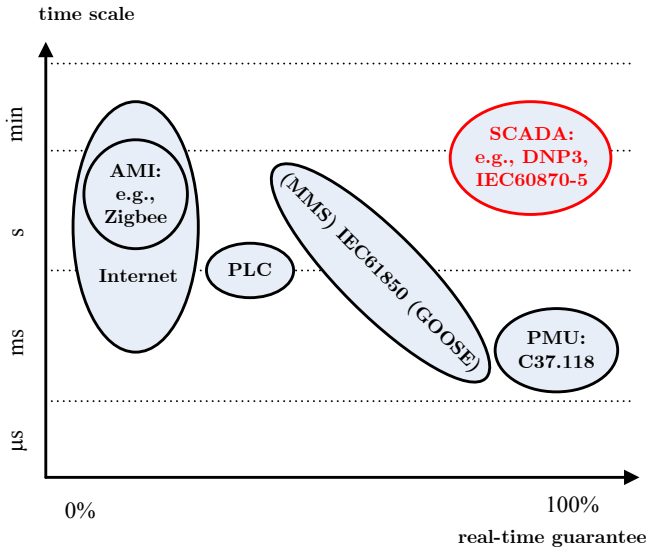 time scale
min
s
ms
μs
SCADA:
e.g., DNP3,
IEC60870-5
AMI:
e.g.,
Zigbee
Internet
PLC
(MMS) IEC61850 (GOOSE)
PMU:
C37.118
0%
100%
real-time guarantee